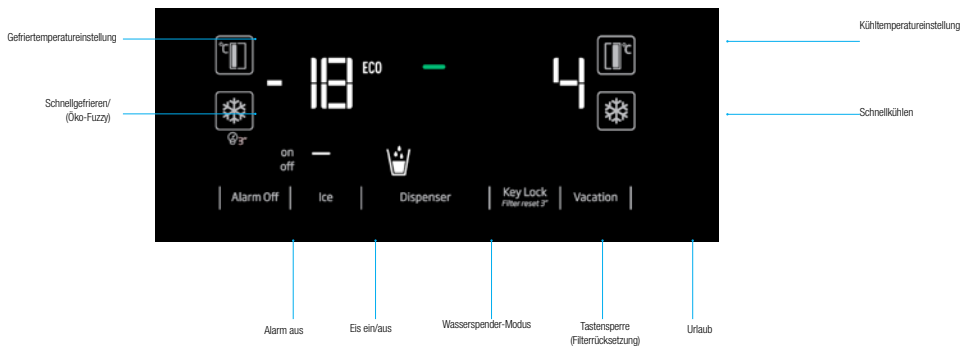 Gefriertemperatureinstellung
Kühltemperatureinstellung
°C
-18 ECO
4
°C
Schnellgefrieren/
(Öko-Fuzzy)
Schnellkühlen
3"
on
off
Alarm Off
Ice
Dispenser
Key Lock
Filter reset 3"
Vacation
Alarm aus
Eis ein/aus
Wasserspender-Modus
Tastensperre
(Filterrücksetzung)
Urlaub